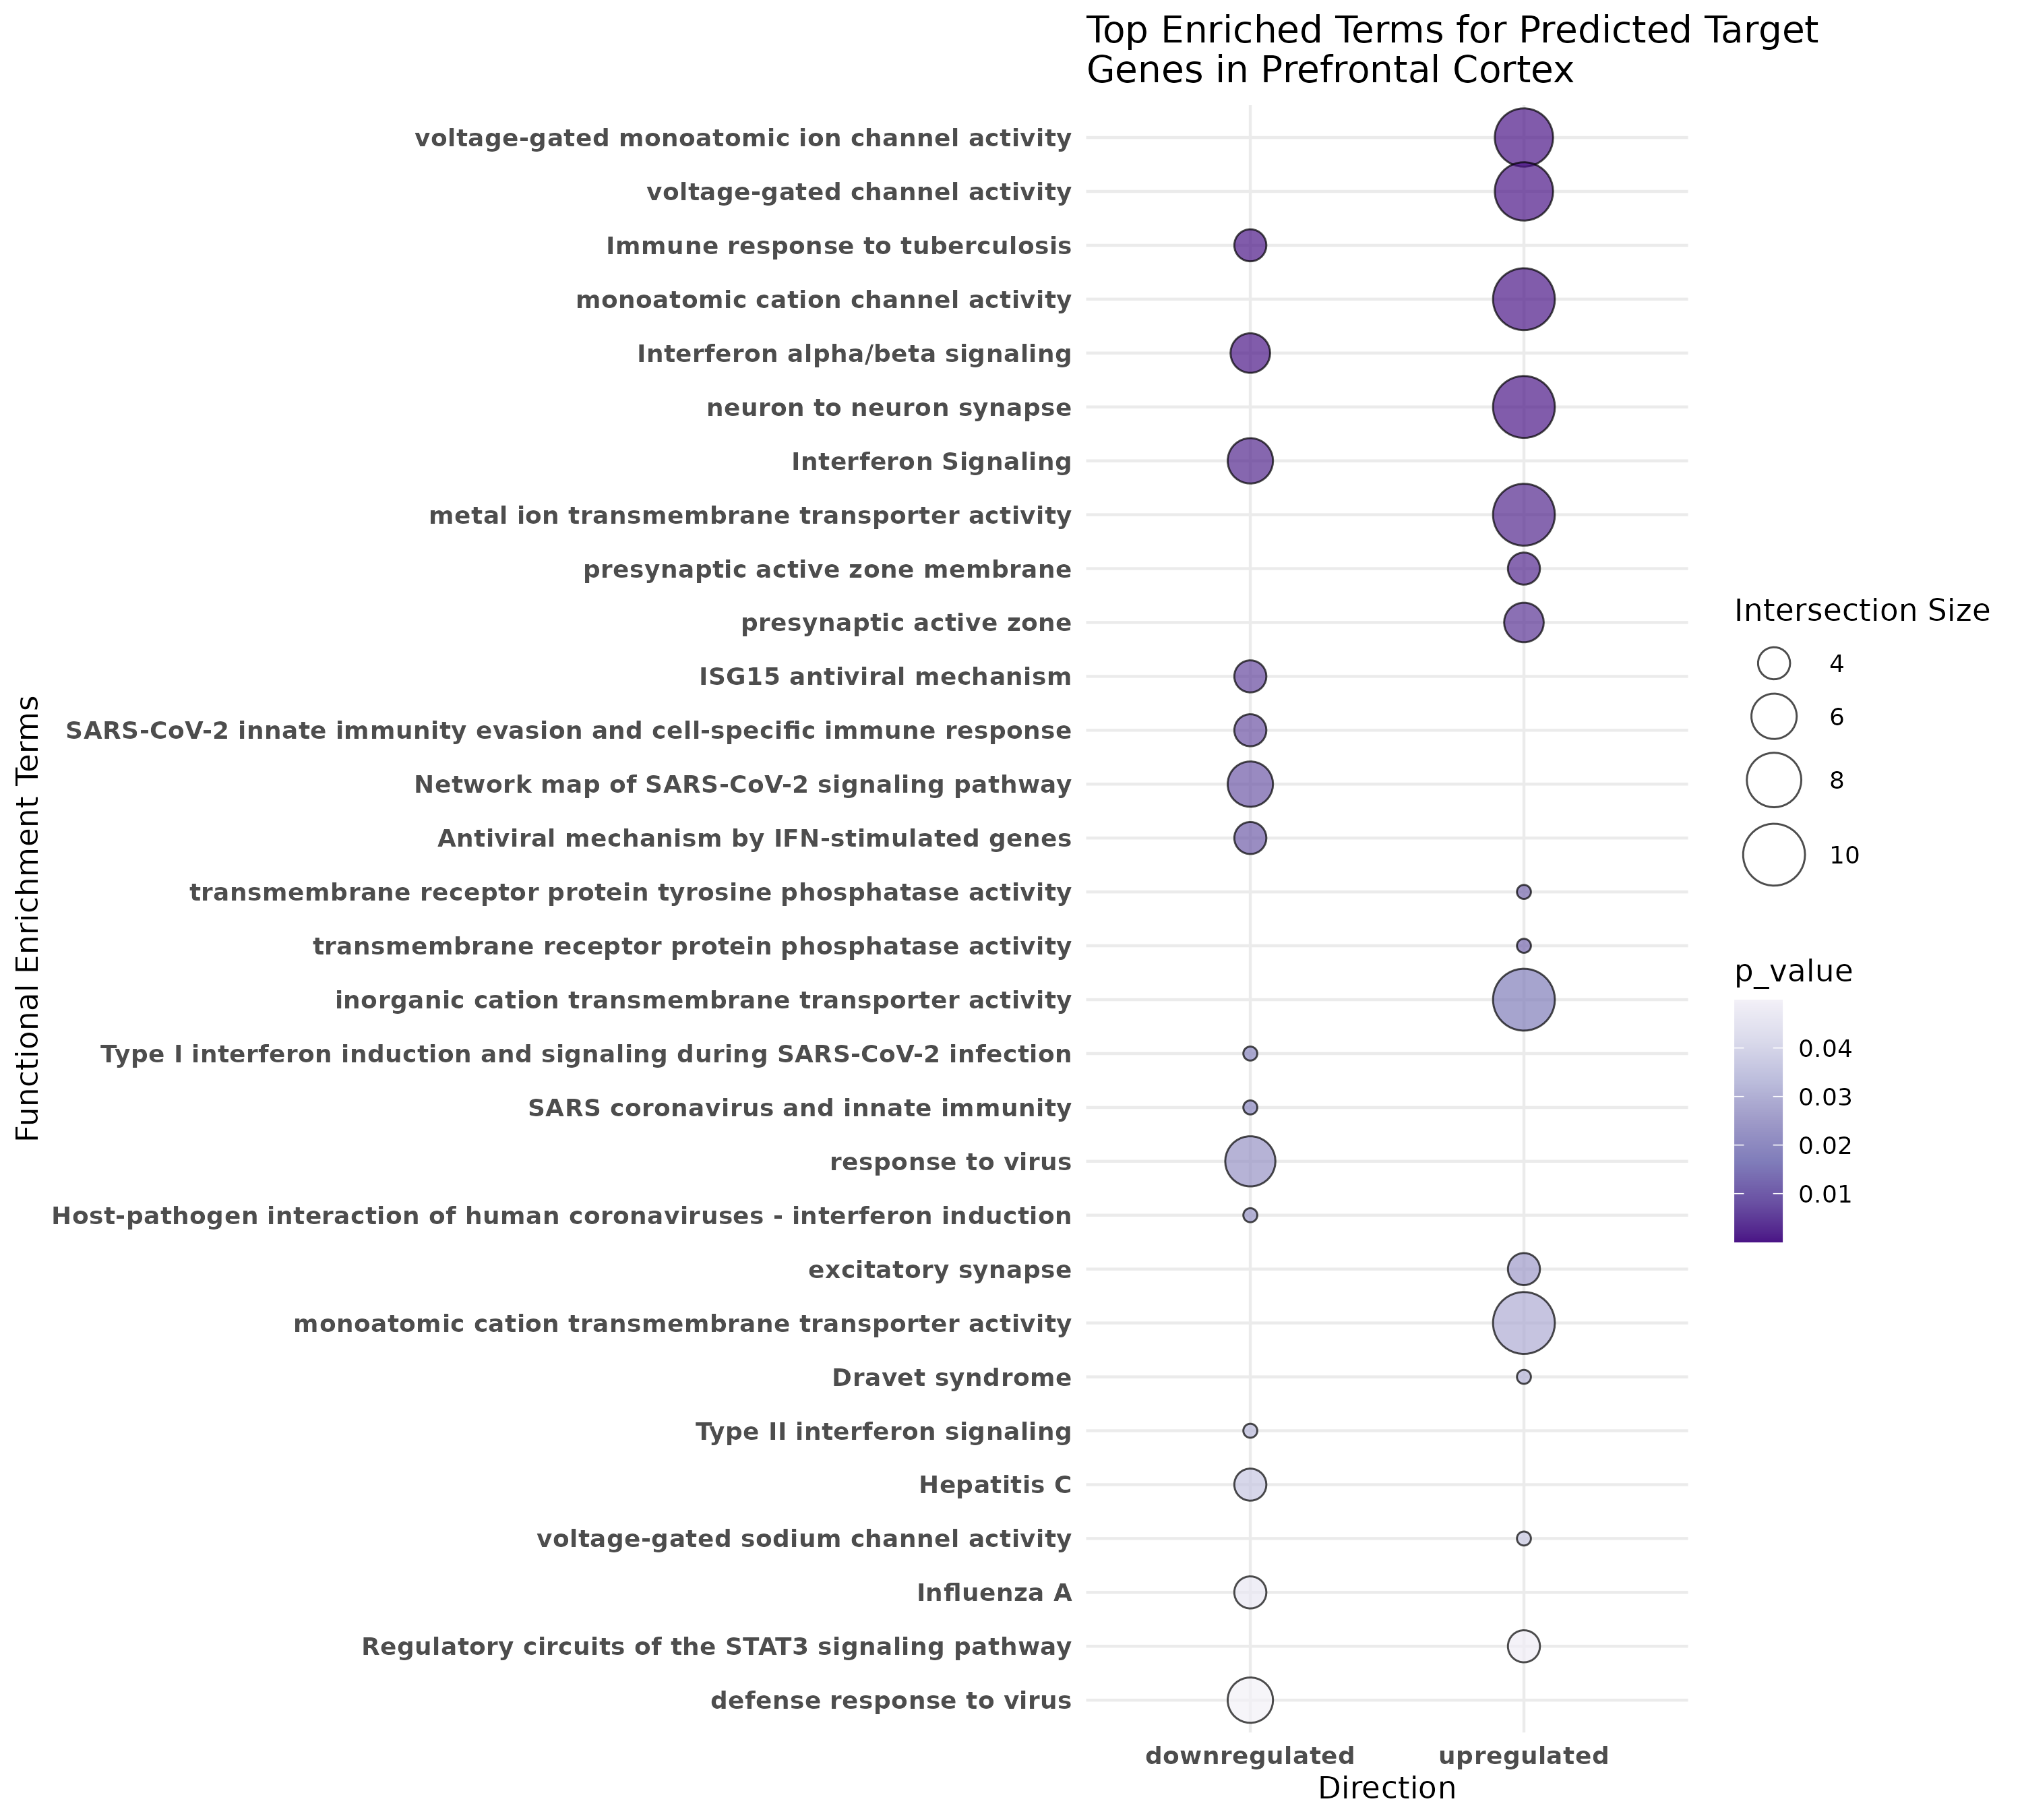 Top Enriched Terms for Predicted Target
Genes in Prefrontal Cortex
Functional Enrichment Terms
voltage-gated monoatomic ion channel activity
voltage-gated channel activity
Immune response to tuberculosis
monoatomic cation channel activity
Interferon alpha/beta signaling
neuron to neuron synapse
Interferon Signaling
metal ion transmembrane transporter activity
presynaptic active zone membrane
presynaptic active zone
ISG15 antiviral mechanism
SARS-CoV-2 innate immunity evasion and cell-specific immune response
Network map of SARS-CoV-2 signaling pathway
Antiviral mechanism by IFN-stimulated genes
transmembrane receptor protein tyrosine phosphatase activity
transmembrane receptor protein phosphatase activity
inorganic cation transmembrane transporter activity
Type I interferon induction and signaling during SARS-CoV-2 infection
SARS coronavirus and innate immunity
response to virus
Host-pathogen interaction of human coronaviruses - interferon induction
excitatory synapse
monoatomic cation transmembrane transporter activity
Dravet syndrome
Type II interferon signaling
Hepatitis C
voltage-gated sodium channel activity
Influenza A
Regulatory circuits of the STAT3 signaling pathway
defense response to virus
downregulated
upregulated
Direction
Intersection Size
4
6
8
10
p_value
0.04
0.03
0.02
0.01